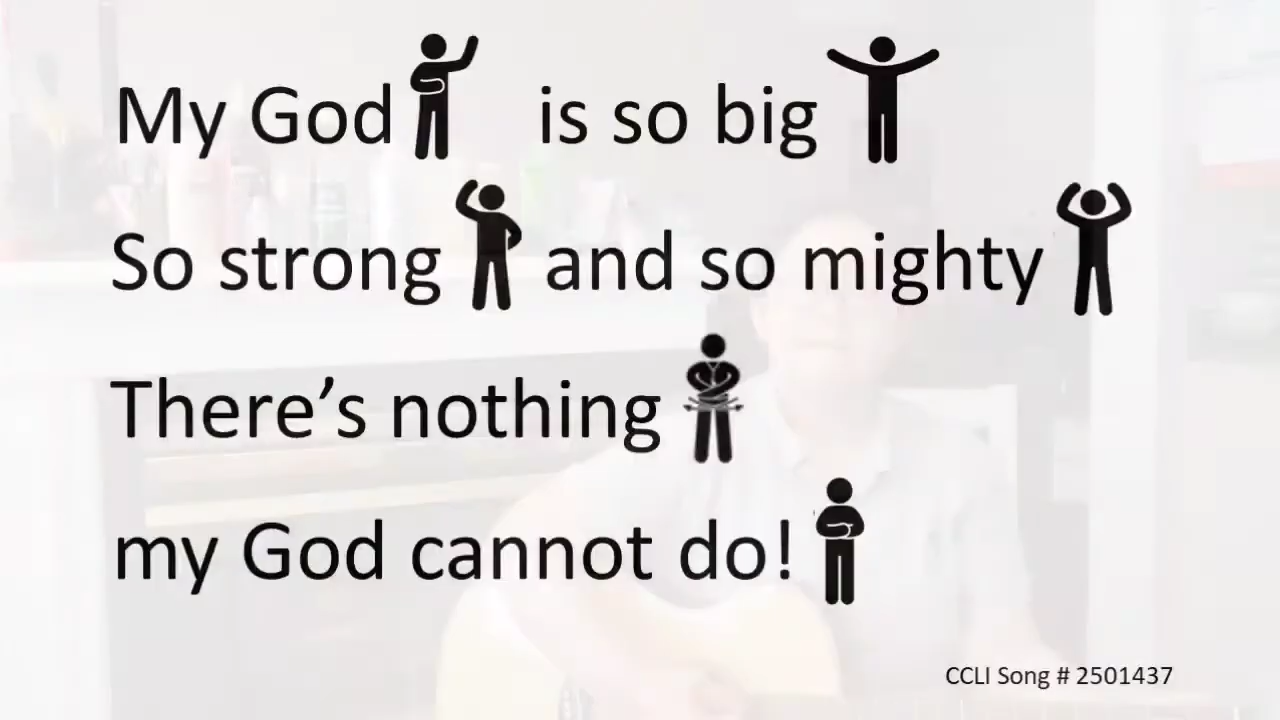 My God is so big
So strong and so mighty
There’s nothing
my God cannot do!
CCLI Song # 2501437